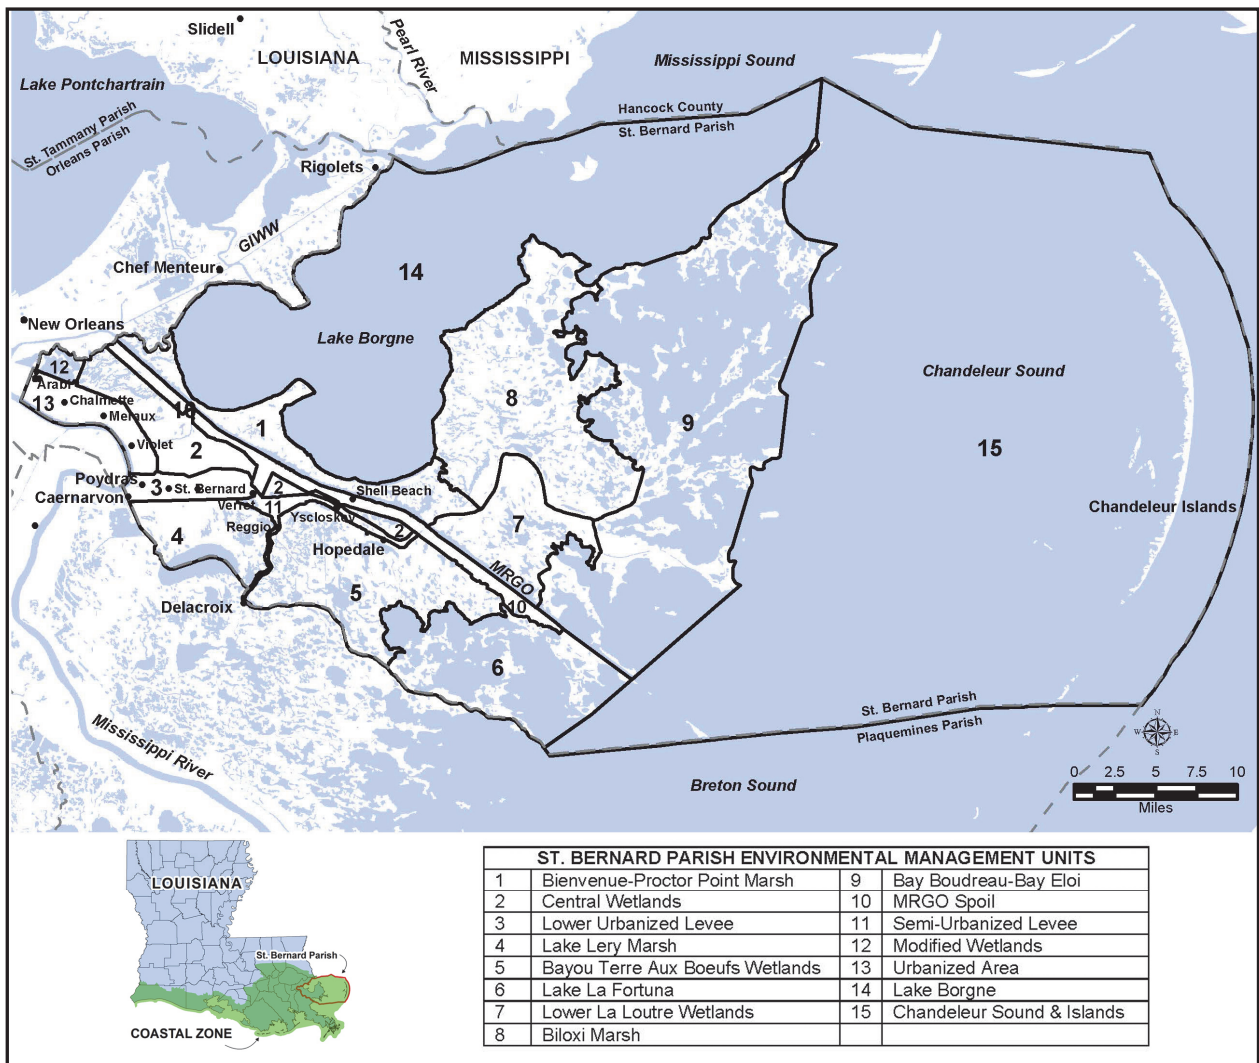 Slidell
LOUISIANA
Pearl River
MISSISSIPPI
Mississippi Sound
Lake Pontchartrain
Hancock County
St. Bernard Parish
St. Tammany Parish
Orleans Parish
Rigolets
GIWW
Chef Menteur
14
New Orleans
Lake Borgne
12
Arabi
13
Chalmette
Meraux
10
1
8
9
Chandeleur Sound
15
Violet
2
Poydras
3
St. Bernard
Caernarvon
Verret
2
Shell Beach
11
Yscloskey
Reggio
2
Hopedale
7
Chandeleur Islands
4
MRGO
5
10
Delacroix
6
St. Bernard Parish
Plaquemines Parish
Mississippi River
Breton Sound
N
W E
S
0 2.5 5 7.5 10
Miles
LOUISIANA
St. Bernard Parish
COASTAL ZONE
ST. BERNARD PARISH ENVIRONMENTAL MANAGEMENT UNITS
1 Bienvenue-Proctor Point Marsh 9 Bay Boudreau-Bay Eloi
2 Central Wetlands 10 MRGO Spoil
3 Lower Urbanized Levee 11 Semi-Urbanized Levee
4 Lake Lery Marsh 12 Modified Wetlands
5 Bayou Terre Aux Boeufs Wetlands 13 Urbanized Area
6 Lake La Fortuna 14 Lake Borgne
7 Lower La Loutre Wetlands 15 Chandeleur Sound & Islands
8 Biloxi Marsh